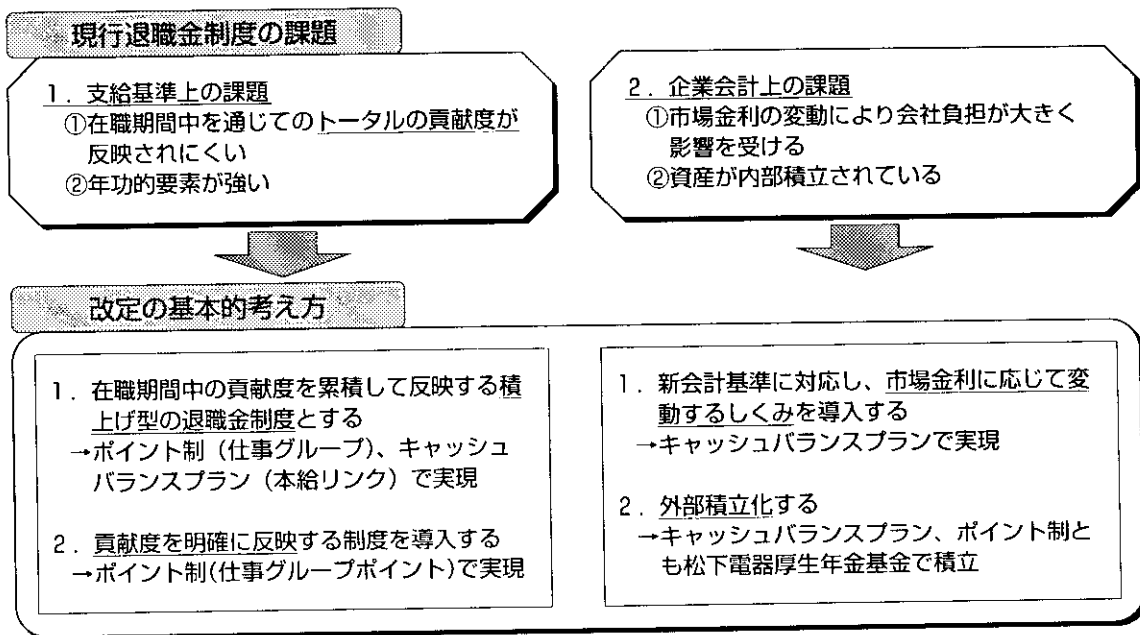 現行退職金制度の課題
1．支給基準上の課題
①在職期間中を通じてのトータルの貢献度が
反映されにくい
②年功的要素が強い
2．企業会計上の課題
①市場金利の変動により会社負担が大きく
影響を受ける
②資産が内部積立されている
改定の基本的考え方
1．在職期間中の貢献度を累積して反映する積
上げ型の退職金制度とする
→ポイント制（仕事グループ）、キャッシュ
バランスプラン（本給リンク）で実現
2．貢献度を明確に反映する制度を導入する
→ポイント制(仕事グループポイント)で実現
1．新会計基準に対応し、市場金利に応じて変
動するしくみを導入する
→キャッシュバランスプランで実現
2．外部積立化する
→キャッシュバランスプラン、ポイント制と
も松下電器厚生年金基金で積立